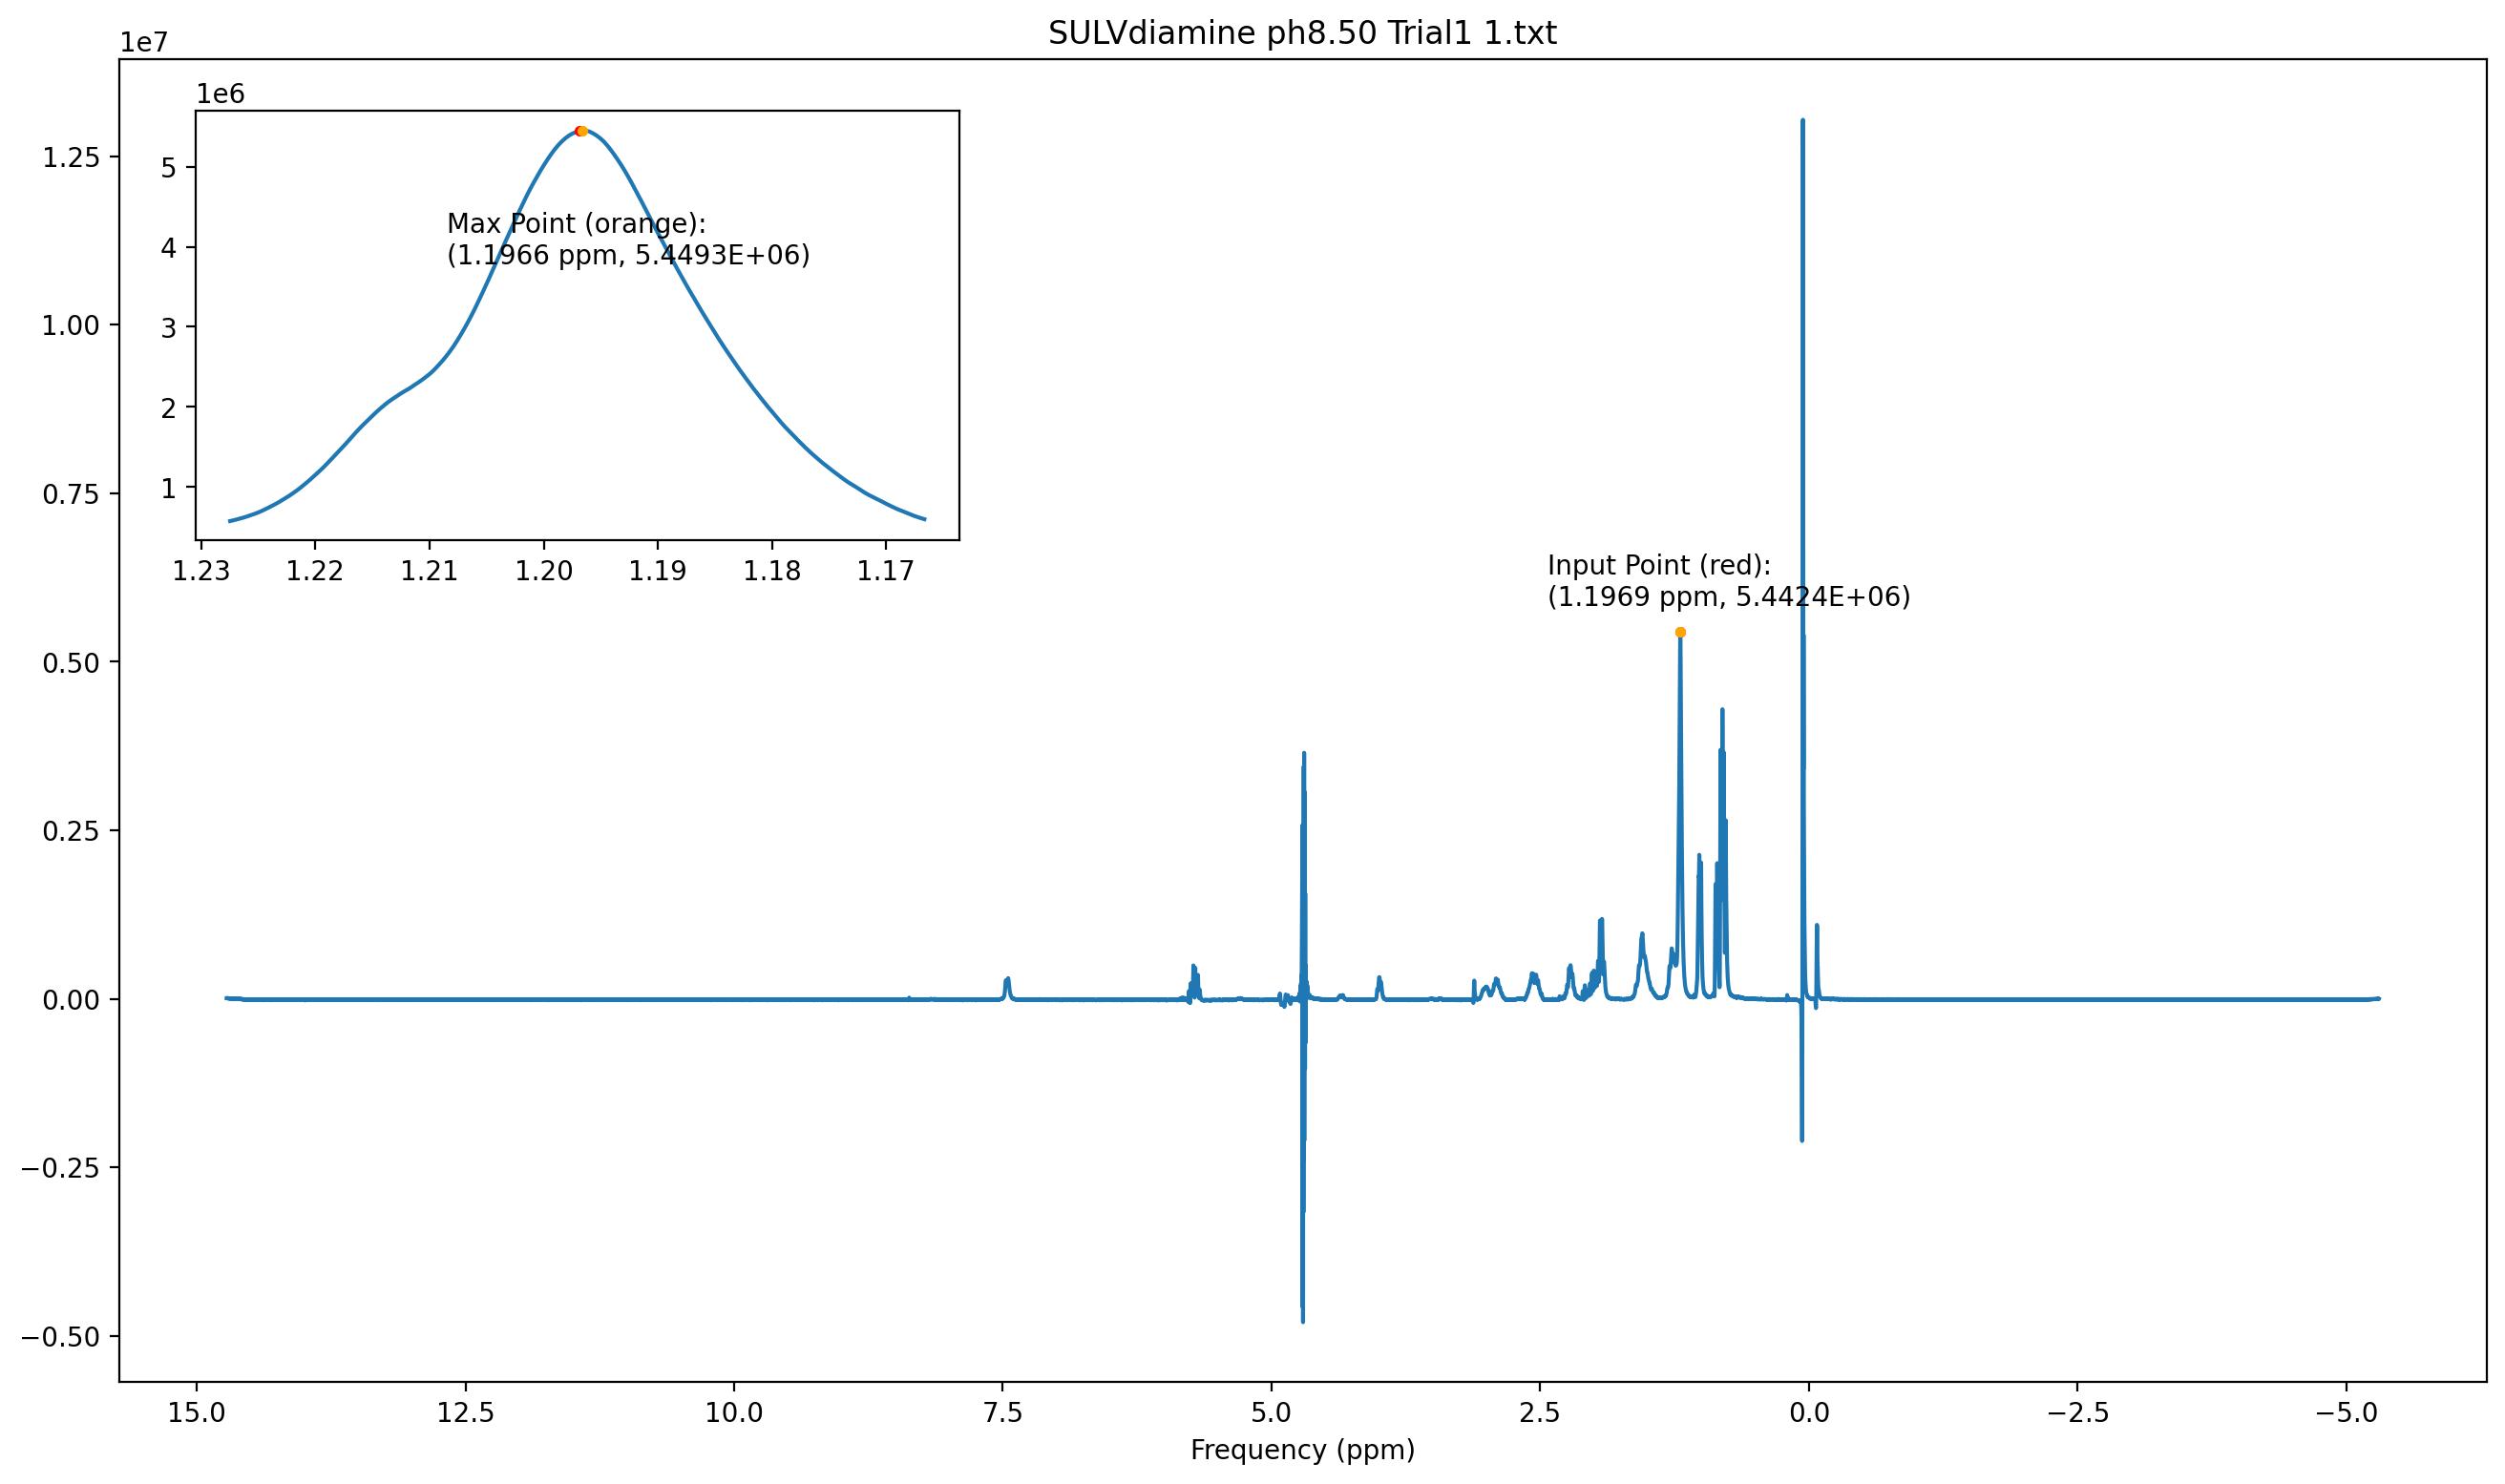 SULVdiamine ph8.50 Trial1 1.txt
1e7
1e6
1.25
1.00
0.75
0.50
0.25
0.00
−0.25
−0.50
5
4
3
2
1
Max Point (orange):
(1.1966 ppm, 5.4493E+06)
1.23 1.22 1.21 1.20 1.19 1.18 1.17
Input Point (red):
(1.1969 ppm, 5.4424E+06)
15.0 12.5 10.0 7.5 5.0 2.5 0.0 −2.5 −5.0
Frequency (ppm)